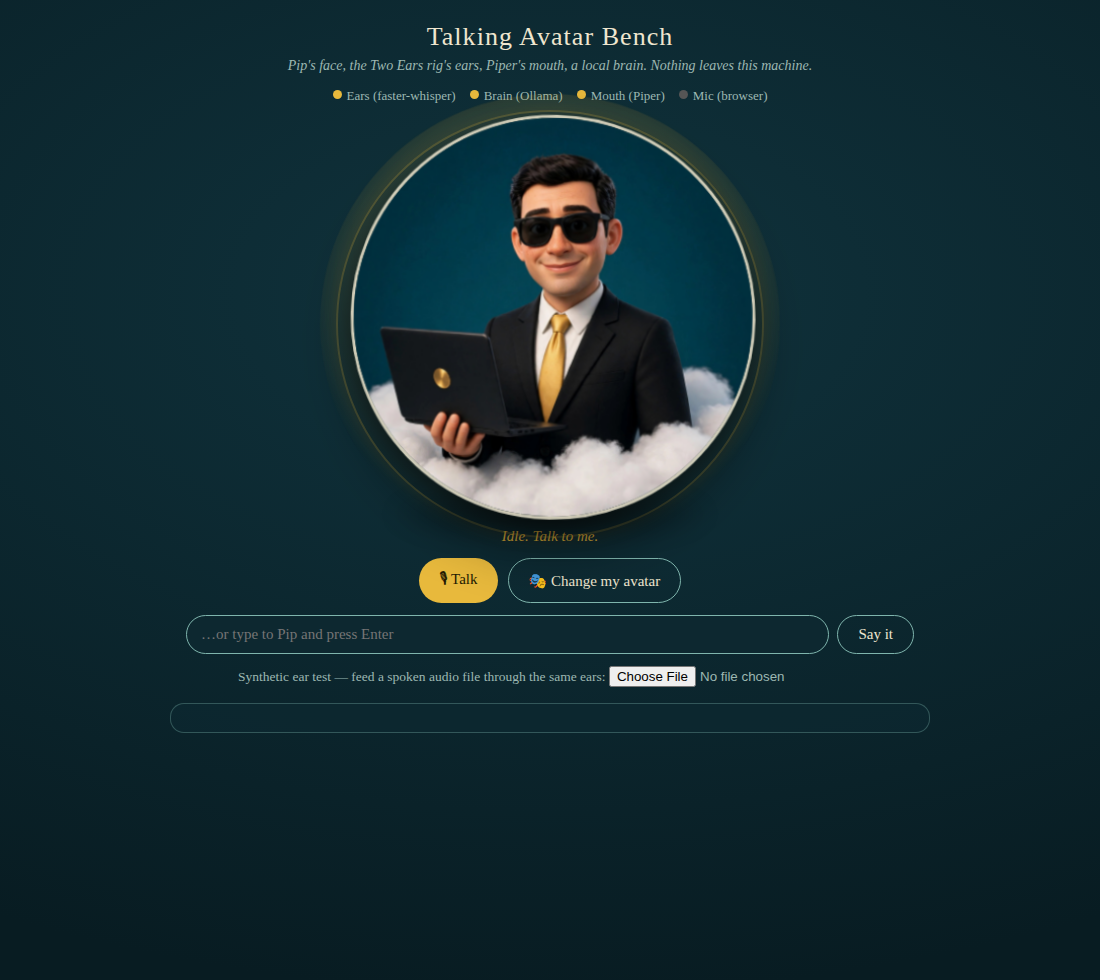 Talking Avatar Bench
Pip's face, the Two Ears rig's ears, Piper's mouth, a local brain. Nothing leaves this machine.
Ears (faster-whisper) Brain (Ollama) Mouth (Piper) Mic (browser)
Idle. Talk to me.
🎙Talk 🎭 Change my avatar
…or type to Pip and press Enter Say it
Synthetic ear test — feed a spoken audio file through the same ears: Choose File No file chosen